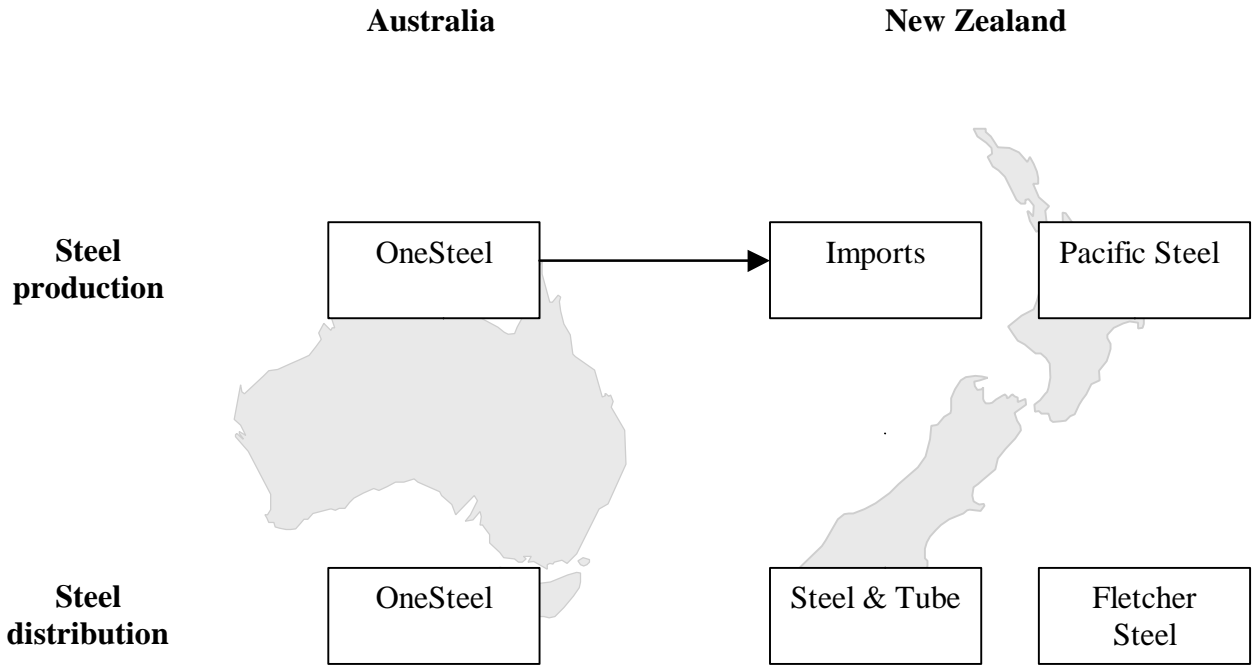 Australia
New Zealand
Steel
production
OneSteel
Imports
Pacific Steel
Steel
distribution
OneSteel
Steel & Tube
Fletcher
Steel